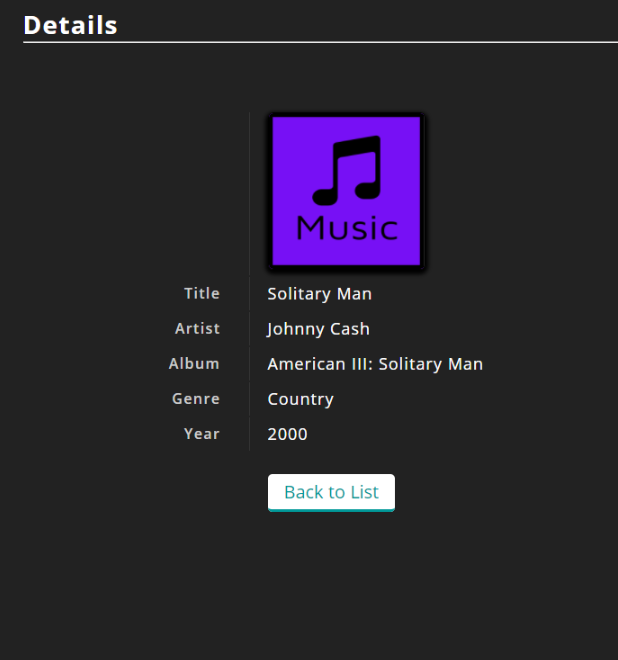 Details
Music
Title Solitary Man
Artist Johnny Cash
Album American III: Solitary Man
Genre Country
Year 2000
Back to List